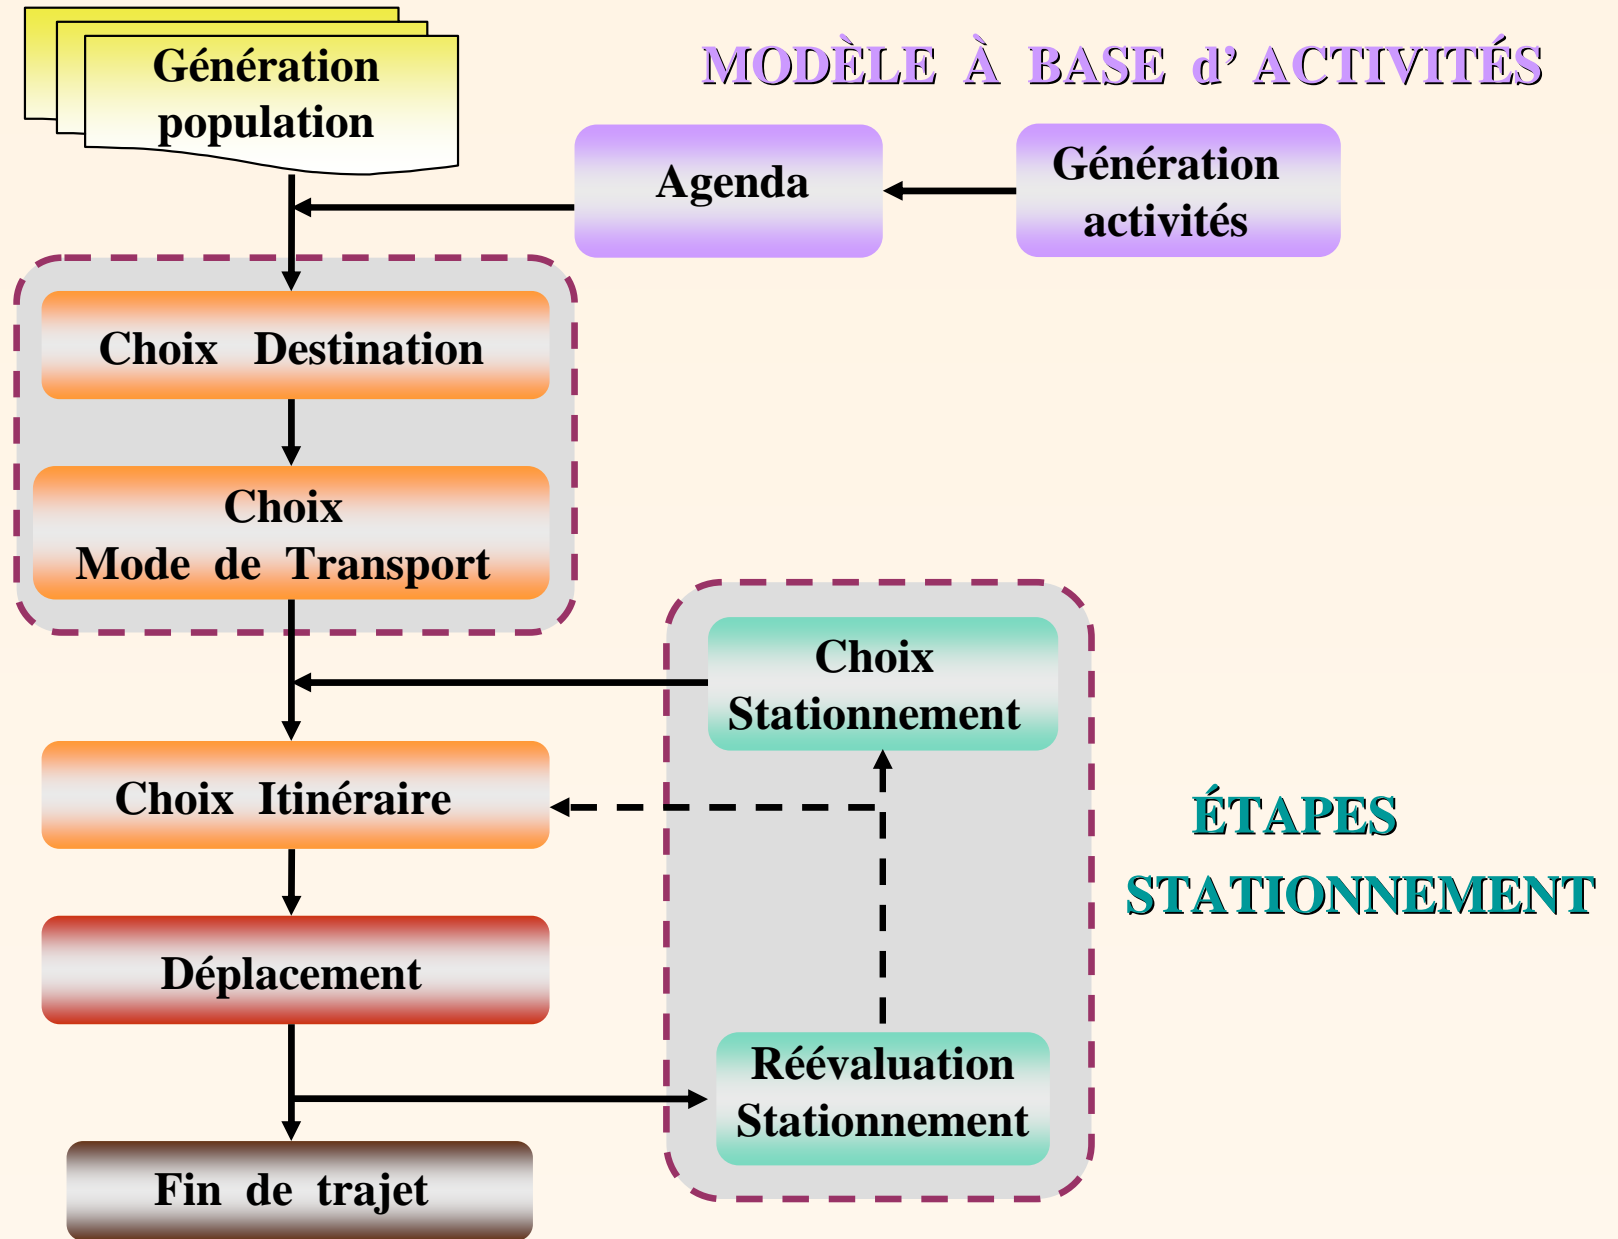 Génération
population
MODÈLE À BASE d' ACTIVITÉS
Agenda
Génération
activités
Choix Destination
Choix
Mode de Transport
Choix
Stationnement
Choix Itinéraire
ÉTAPES
STATIONNEMENT
Déplacement
Réévaluation
Stationnement
Fin de trajet